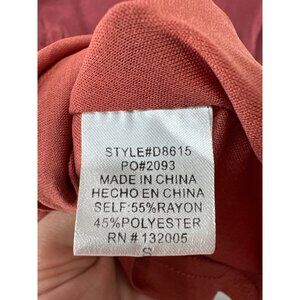 STYLE#D8615
PO#2093
MADE IN CHINA
HECHO EN CHINA
SELF:55%RAYON
45%POLYESTER
RN # 132005
S